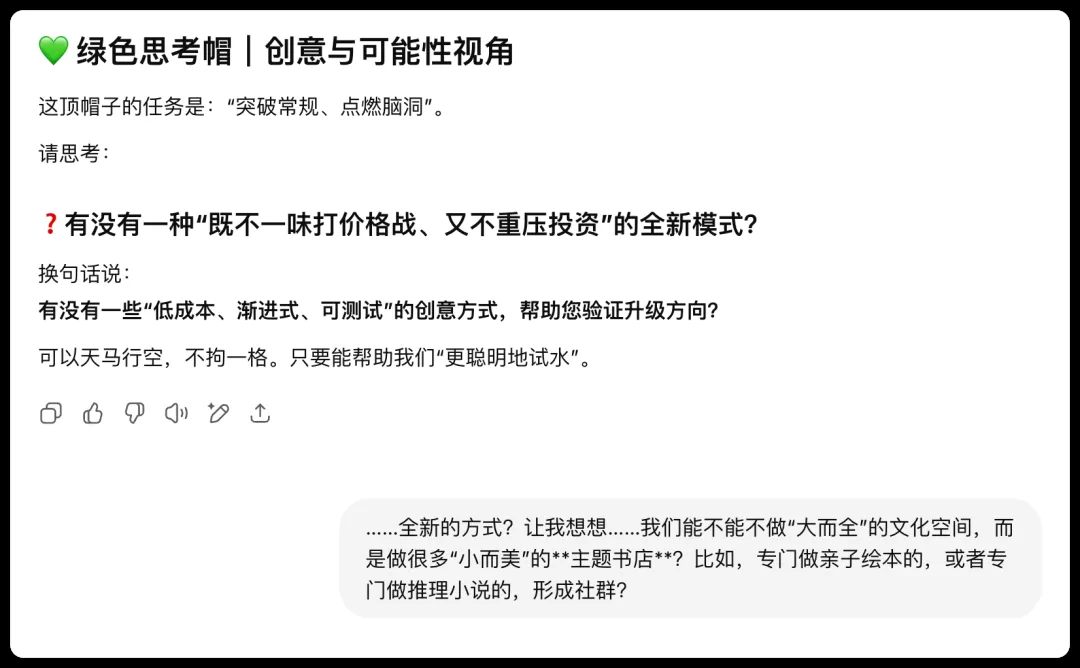 💚 绿色思考帽｜创意与可能性视角
这顶帽子的任务是：“突破常规、点燃脑洞”。
请思考：
❓有没有一种“既不一味打价格战、又不重压投资”的全新模式？
换句话说：
有没有一些“低成本、渐进式、可测试”的创意方式，帮助您验证升级方向？
可以天马行空，不拘一格。只要能帮助我们“更聪明地试水”。
……全新的方式？让我想想……我们能不能不做“大而全”的文化空间，而
是做很多“小而美”的**主题书店**？比如，专门做亲子绘本的，或者专
门做推理小说的，形成社群？